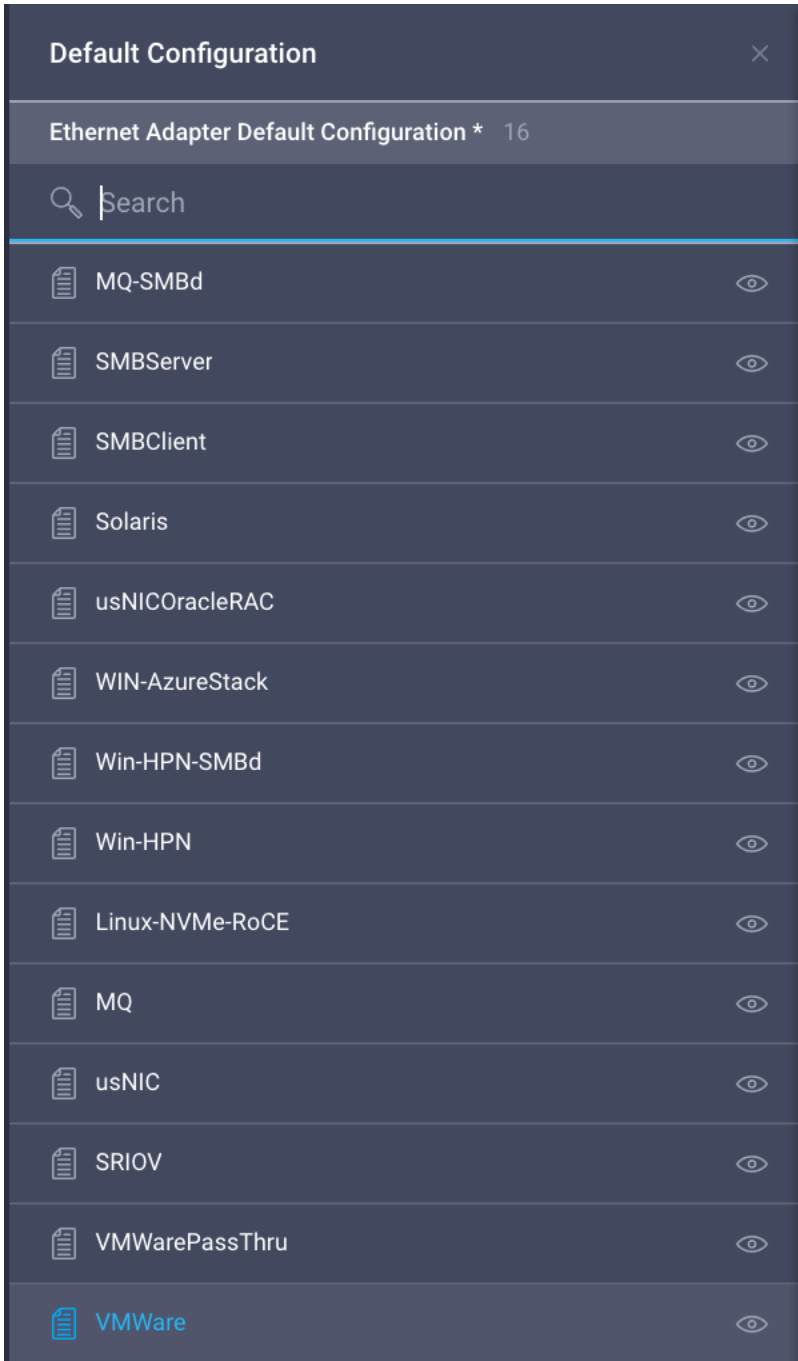 Default Configuration
Ethernet Adapter Default Configuration * 16
Search
MQ-SMBd
SMBServer
SMBClient
Solaris
usNICOracleRAC
WIN-AzureStack
Win-HPN-SMBd
Win-HPN
Linux-NVMe-RoCE
MQ
usNIC
SRIOV
VMWarePassThru
VMWare